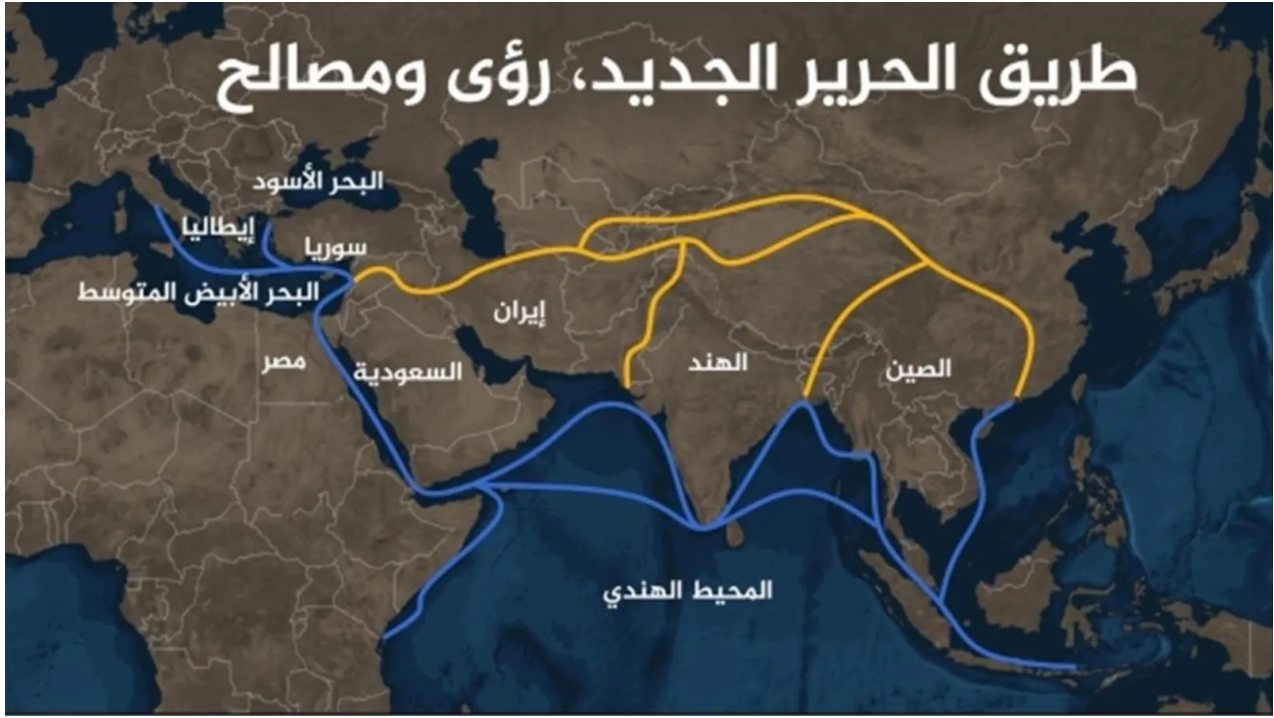 طريق الحرير الجديد، رؤى ومصالح
البحر الأسود
إيطاليا
سوريا
البحر الأبيض المتوسط
إيران
مصر
السعودية
الهند
الصين
المحيط الهندي